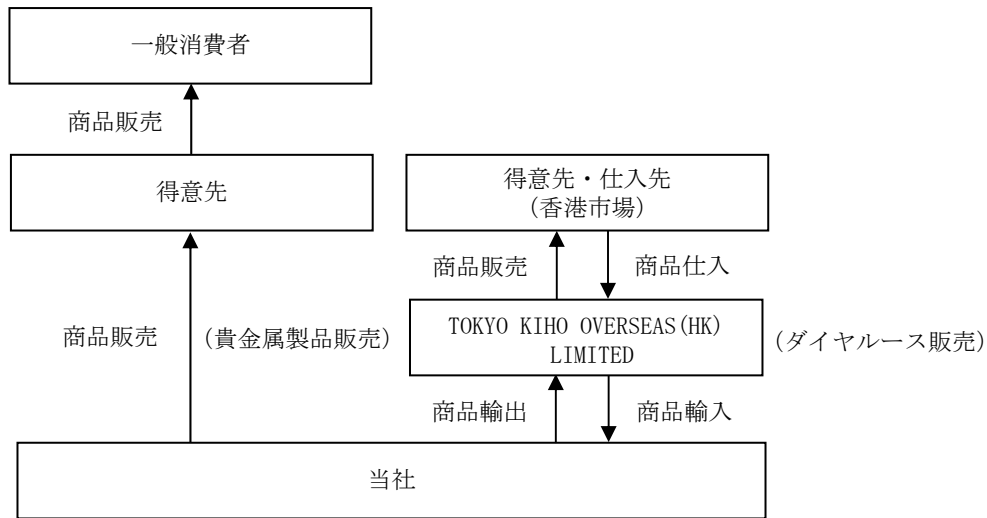 一般消費者
商品販売
得意先
得意先・仕入先
(香港市場)
商品販売
商品仕入
商品販売
(貴金属製品販売)
TOKYO KIHO OVERSEAS(HK)
LIMITED
(ダイヤルース販売)
商品輸出
商品輸入
当社